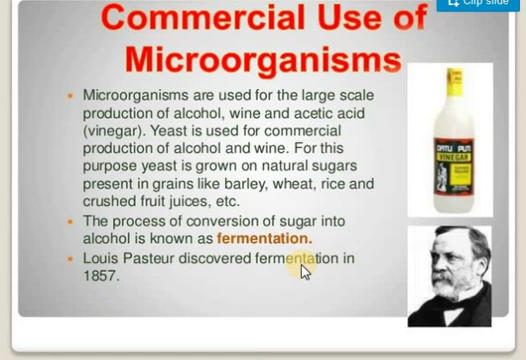 Clip slide
Commercial Use of
Microorganisms
• Microorganisms are used for the large scale
production of alcohol, wine and acetic acid
(vinegar). Yeast is used for commercial
production of alcohol and wine. For this
purpose yeast is grown on natural sugars
present in grains like barley, wheat, rice and
crushed fruit juices, etc.
• The process of conversion of sugar into
alcohol is known as fermentation.
• Louis Pasteur discovered fermentation in
1857.
DATU PUTI
VINEGAR